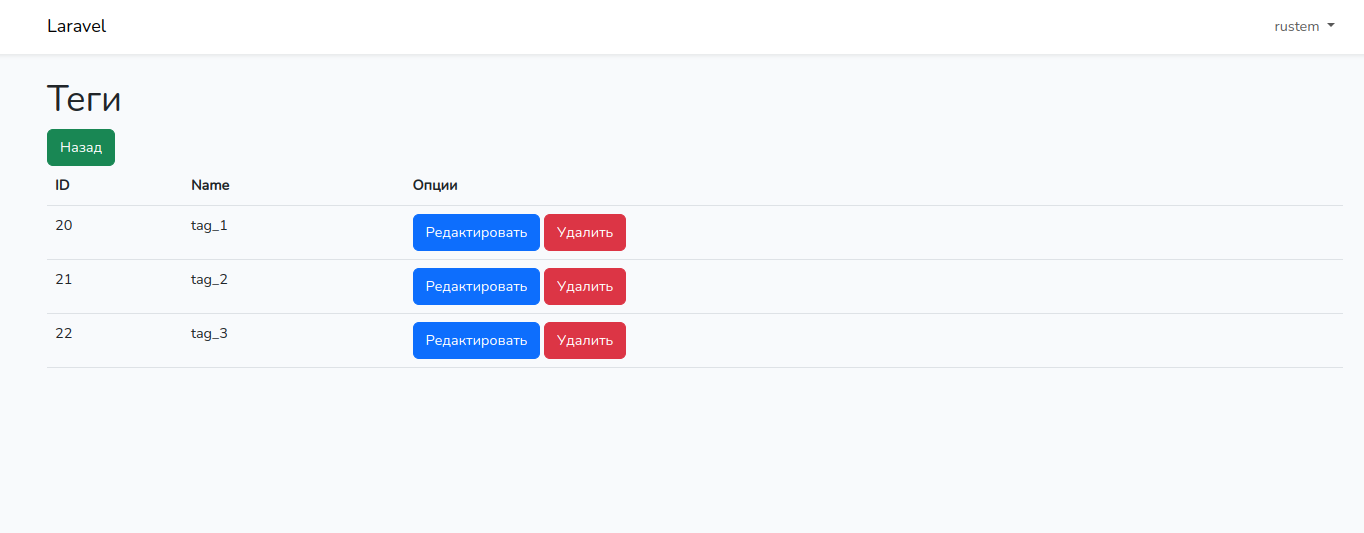 Laravel rustem
Теги
Назад
ID Name Опции
20 tag_1 Редактировать Удалить
21 tag_2 Редактировать Удалить
22 tag_3 Редактировать Удалить